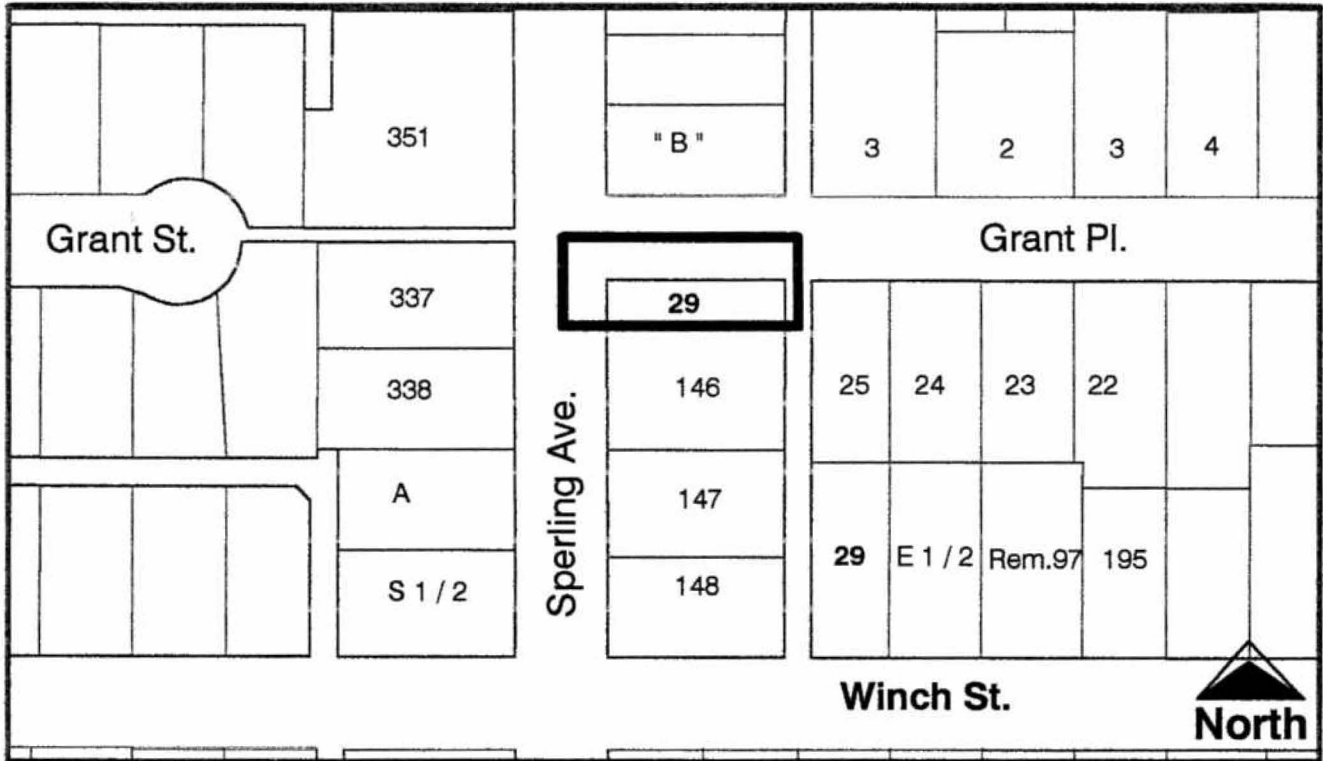 351
" B "
3
2
3
4
Grant St.
Grant Pl.
337
29
338
146
25
24
23
22
Sperling Ave.
A
147
29
E 1 / 2
Rem.97
195
S 1 / 2
148
Winch St.
North